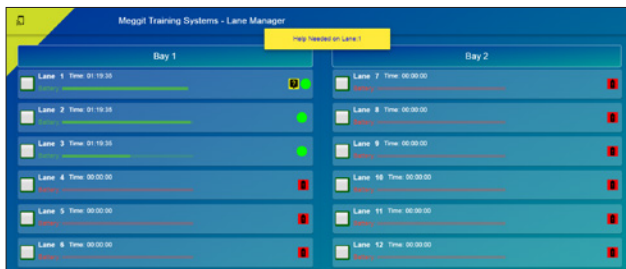 Meggit Training Systems - Lane Manager
Help Needed on Lane:1
Bay 1
Lane 1 Time: 01:19:35
Battery
Lane 2 Time: 01:19:35
Battery
Lane 3 Time: 01:19:35
Battery
Lane 4 Time: 00:00:00
Battery
Lane 5 Time: 00:00:00
Battery
Lane 6 Time: 00:00:00
Battery
Bay 2
Lane 7 Time: 00:00:00
Battery
Lane 8 Time: 00:00:00
Battery
Lane 9 Time: 00:00:00
Battery
Lane 10 Time: 00:00:00
Battery
Lane 11 Time: 00:00:00
Battery
Lane 12 Time: 00:00:00
Battery